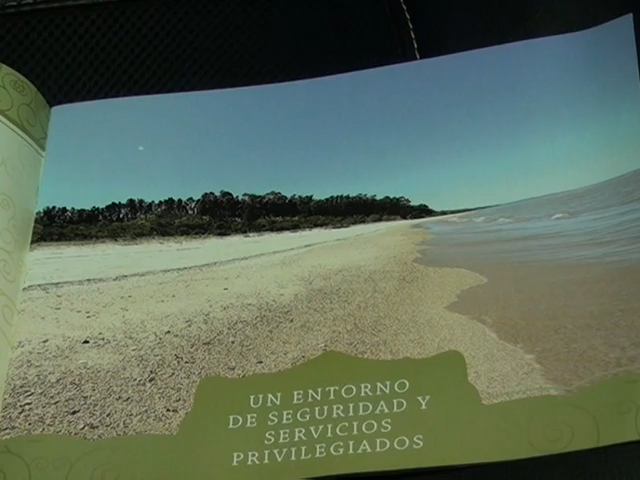 UN ENTORNO
DE SEGURIDAD Y
SERVICIOS
PRIVILEGIADOS